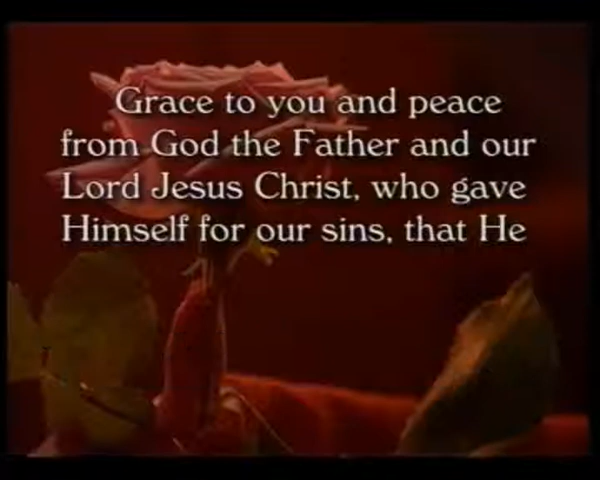 Grace to you and peace
from God the Father and our
Lord Jesus Christ, who gave
Himself for our sins, that He